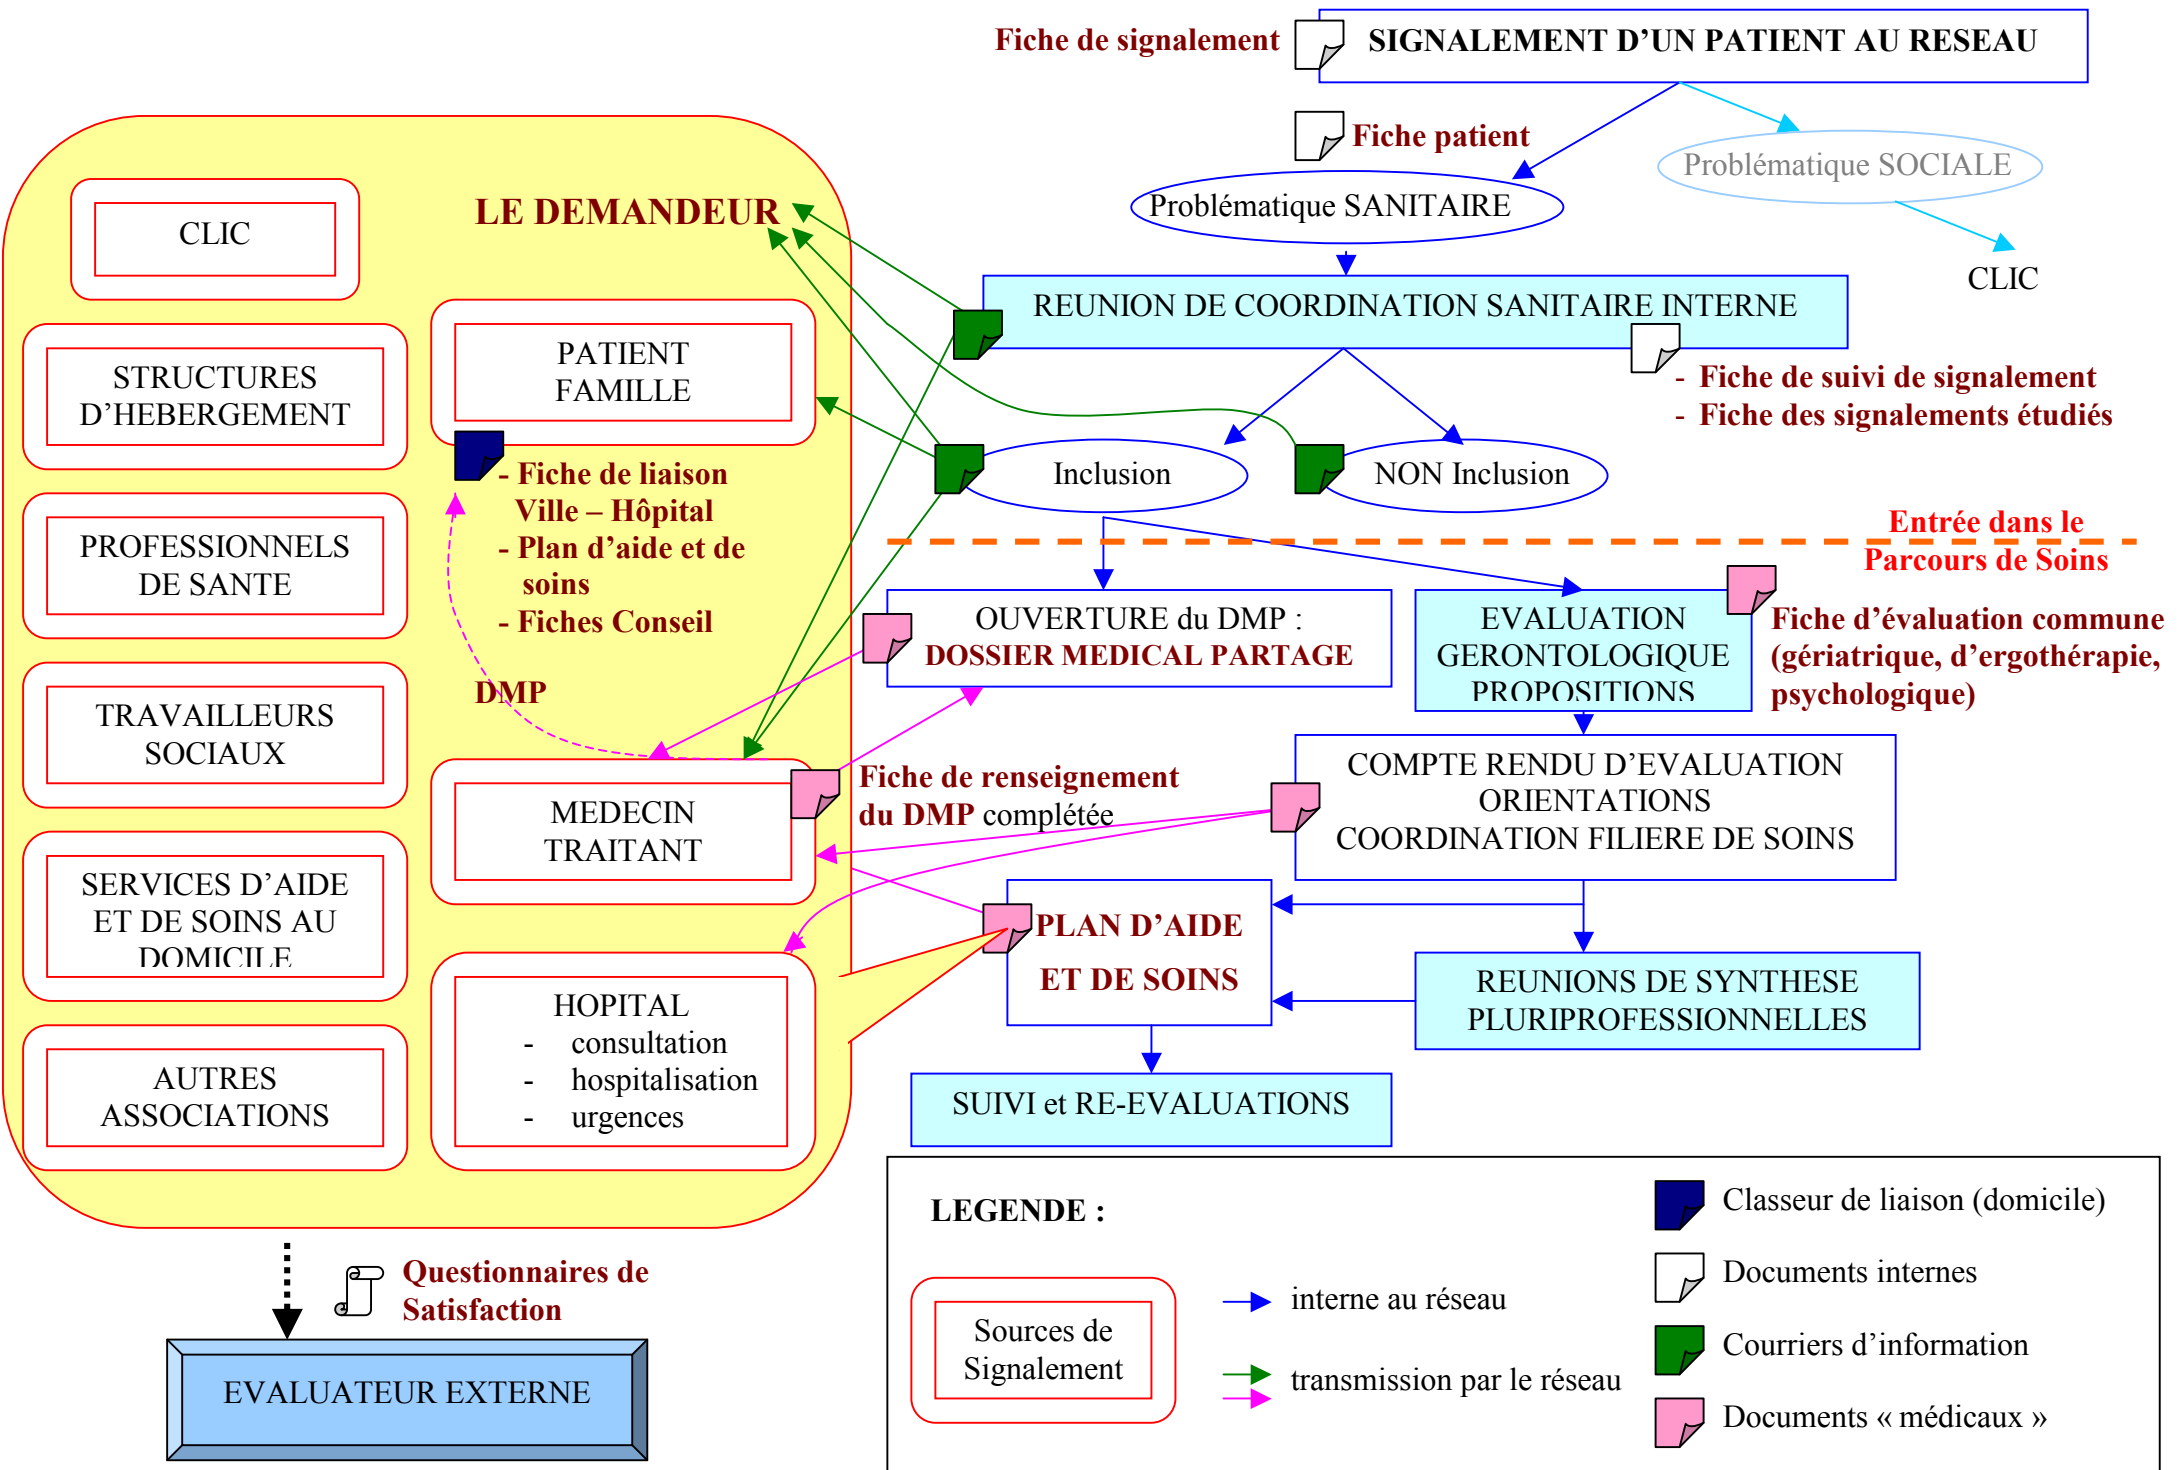 Fiche de signalement
SIGNALEMENT D’UN PATIENT AU RESEAU
Fiche patient
Problématique SOCIALE
Problématique SANITAIRE
CLIC
REUNION DE COORDINATION SANITAIRE INTERNE
- Fiche de suivi de signalement
- Fiche des signalements étudiés
Inclusion
NON Inclusion
Entrée dans le
Parcours de Soins
OUVERTURE du DMP :
DOSSIER MEDICAL PARTAGE
EVALUATION
GERONTOLOGIQUE
PROPOSITIONS
Fiche d’évaluation commune
(gériatrique, d’ergothérapie,
psychologique)
Fiche de renseignement
du DMP complétée
COMPTE RENDU D’EVALUATION
ORIENTATIONS
COORDINATION FILIERE DE SOINS
PLAN D’AIDE
ET DE SOINS
REUNIONS DE SYNTHESE
PLURIPROFESSIONNELLES
SUIVI et RE-EVALUATIONS
LE DEMANDEUR
CLIC
STRUCTURES
D’HEBERGEMENT
PROFESSIONNELS
DE SANTE
TRAVAILLEURS
SOCIAUX
SERVICES D’AIDE
ET DE SOINS AU
DOMICILE
AUTRES
ASSOCIATIONS
PATIENT
FAMILLE
- Fiche de liaison
Ville – Hôpital
- Plan d’aide et de
soins
- Fiches Conseil
DMP
MEDECIN
TRAITANT
HOPITAL
- consultation
- hospitalisation
- urgences
Questionnaires de
Satisfaction
EVALUATEUR EXTERNE
LEGENDE :
Sources de
Signalement
interne au réseau
transmission par le réseau
Classeur de liaison (domicile)
Documents internes
Courriers d’information
Documents « médicaux »